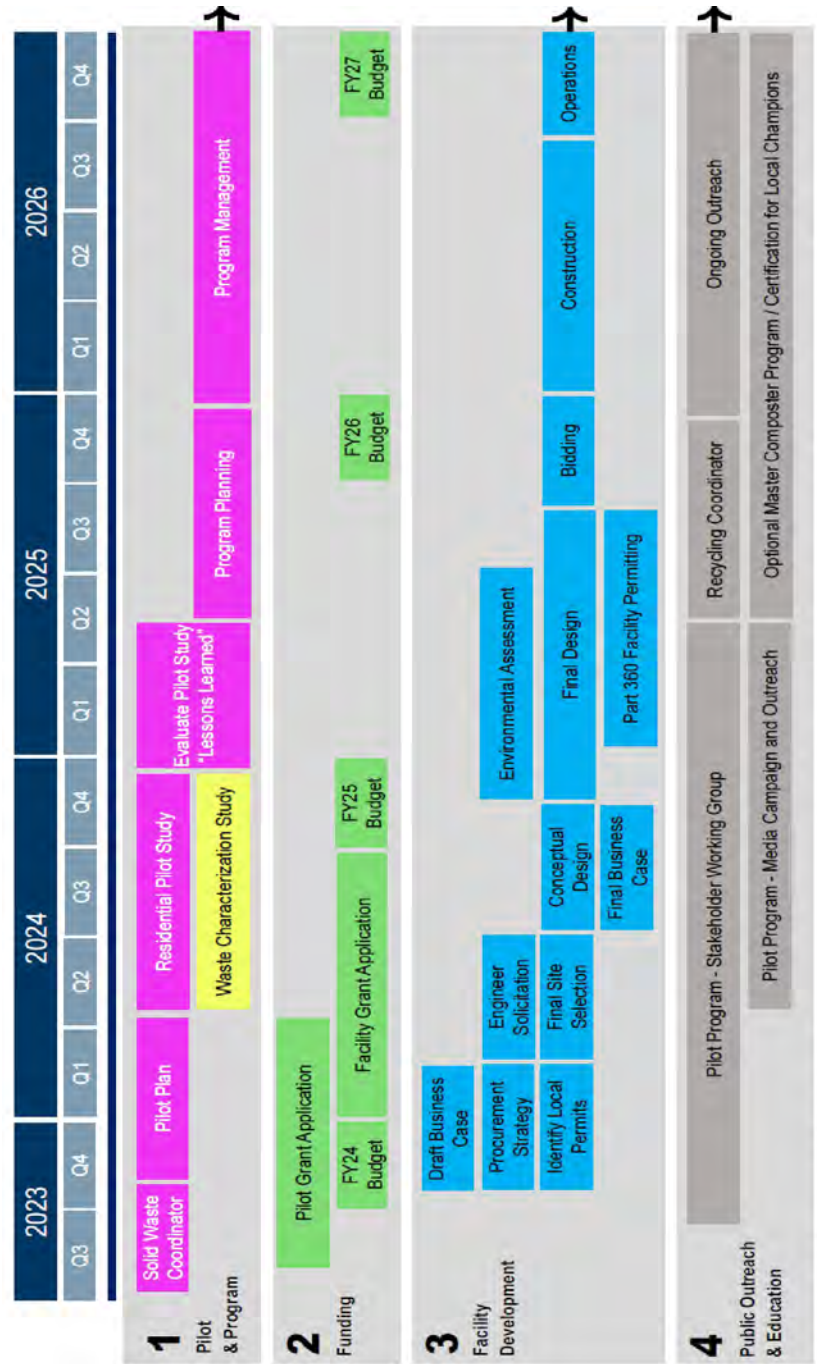 2023
2024
2025
2026
Q3
Q4
Q1
Q2
Q3
Q4
Q1
Q2
Q3
Q4
Q1
Q2
Q3
Q4
1
Pilot
& Program
Solid Waste
Coordinator
Pilot Plan
Residential Pilot Study
Waste Characterization Study
Evaluate Pilot Study
"Lessons Learned"
Program Planning
Program Management
2
Funding
Pilot Grant Application
FY24
Budget
Facility Grant Application
FY25
Budget
FY26
Budget
FY27
Budget
3
Facility
Development
Draft Business
Case
Procurement
Strategy
Identify Local
Permits
Engineer
Solicitation
Final Site
Selection
Conceptual
Design
Final Business
Case
Environmental Assessment
Final Design
Part 360 Facility Permitting
Bidding
Construction
Operations
4
Public Outreach
& Education
Pilot Program - Stakeholder Working Group
Recycling Coordinator
Ongoing Outreach
Pilot Program - Media Campaign and Outreach
Optional Master Composter Program / Certification for Local Champions